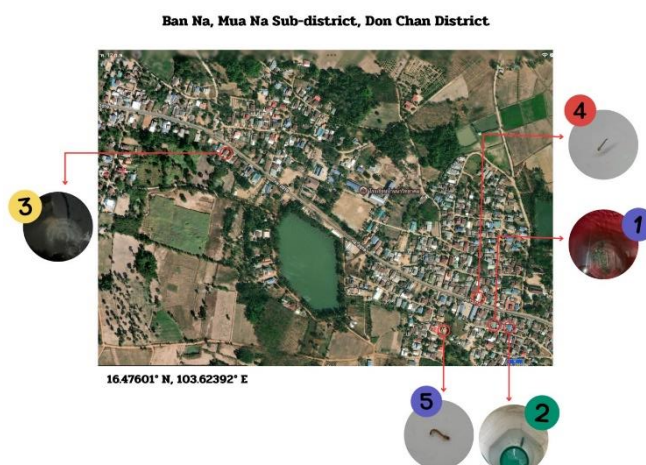 Ban Na, Mua Na Sub-district, Don Chan District
4
3
1
16.47601° N, 103.62392° E
5
2